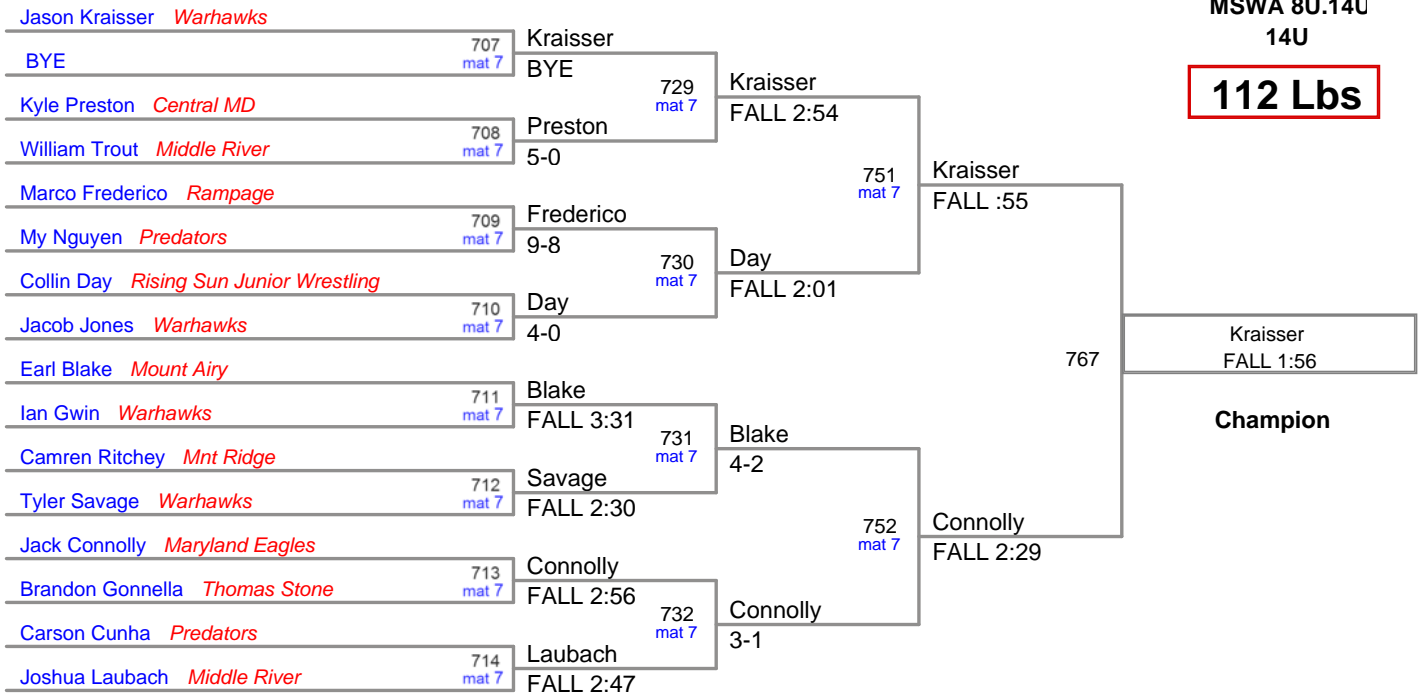 MSWA 8U.14U
14U
112 Lbs
Jason Kraisser Warhawks
707
mat 7
BYE
Kraisser
BYE
Kyle Preston Central MD
708
mat 7
William Trout Middle River
Preston
5-0
729
mat 7
Kraisser
FALL 2:54
Marco Frederico Rampage
709
mat 7
My Nguyen Predators
Frederico
9-8
Collin Day Rising Sun Junior Wrestling
710
mat 7
Jacob Jones Warhawks
Day
4-0
730
mat 7
Day
FALL 2:01
751
mat 7
Kraisser
FALL :55
Earl Blake Mount Airy
711
mat 7
Ian Gwin Warhawks
Blake
FALL 3:31
Camren Ritchey Mnt Ridge
712
mat 7
Tyler Savage Warhawks
Savage
FALL 2:30
731
mat 7
Blake
4-2
Jack Connolly Maryland Eagles
713
mat 7
Brandon Gonnella Thomas Stone
Connolly
FALL 2:56
Carson Cunha Predators
714
mat 7
Joshua Laubach Middle River
Laubach
FALL 2:47
732
mat 7
Connolly
3-1
752
mat 7
Connolly
FALL 2:29
767
Kraisser
FALL 1:56
Champion